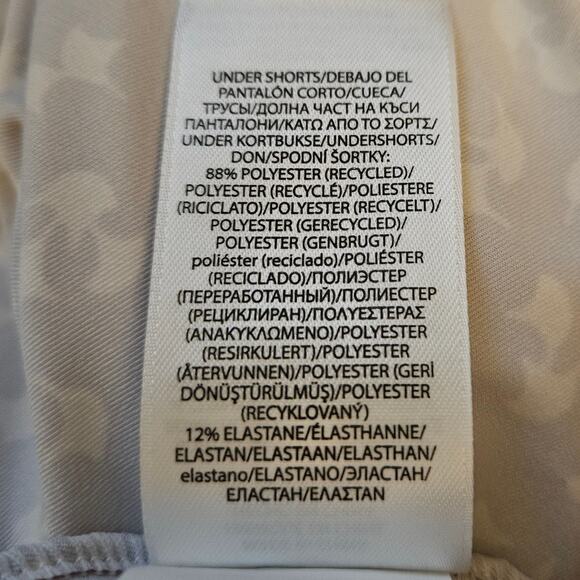 UNDER SHORTS/DEBAJO DEL
PANTALÓN CORTO/CUECA/
ТРУСЫ/ДОЛНА ЧАСТ НА КЪСИ
ПАНТАЛОНИ/ΚΑΤΩ ΑΠΟ ΤΟ ΣΟΡΤΣ/
UNDER KORTBUKSE/UNDERSHORTS/
DON/SPODNÍ ŠORTKY:
88% POLYESTER (RECYCLED)/
POLYESTER (RECYCLÉ)/POLIESTERE
(RICICLATO)/POLYESTER (RECYCELT)/
POLYESTER (GERECYCLED)/
POLYESTER (GENBRUGT)/
poliéster (reciclado)/POLIÉSTER
(RECICLADO)/ПОЛИЭСТЕР
(ПЕРЕРАБОТАННЫЙ)/ПОЛИЕСТЕР
(РЕЦИКЛИРАН)/ΠΟΛΥΕΣΤΕΡΑΣ
(ΑΝΑΚΥΚΛΩΜΕΝΟ)/POLYESTER
(RESIRKULERT)/POLYESTER
(ÅTERVUNNEN)/POLYESTER (GERİ
DÖNÜŞTÜRÜLMÜŞ)/POLYESTER
(RECYKLOVANÝ)
12% ELASTANE/ÉLASTHANNE/
ELASTAN/ELASTAAN/ELASTHAN/
elastano/ELASTANO/ЭЛАСТАН/
ЕЛАСТАН/ΕΛΑΣΤΑΝ